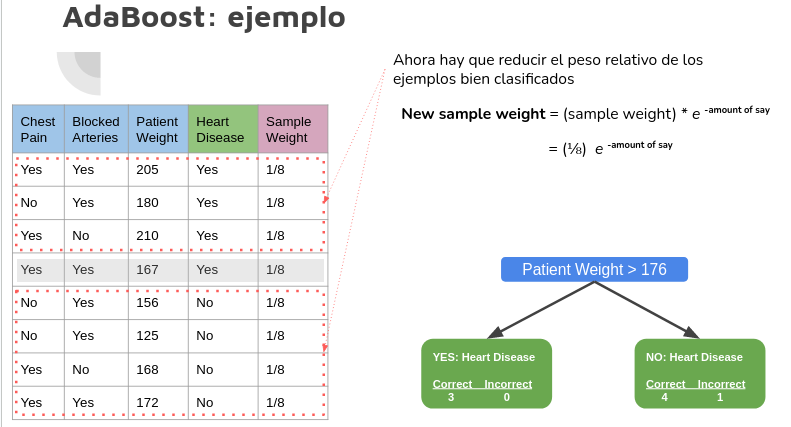 AdaBoost: ejemplo
Ahora hay que reducir el peso relativo de los
ejemplos bien clasificados
New sample weight = (sample weight) * e -amount of say
= (⅛) e -amount of say
Chest Pain Blocked Arteries Patient Weight Heart Disease Sample Weight
Yes Yes 205 Yes 1/8
No Yes 180 Yes 1/8
Yes No 210 Yes 1/8
Yes Yes 167 Yes 1/8
No Yes 156 No 1/8
No Yes 125 No 1/8
Yes No 168 No 1/8
Yes Yes 172 No 1/8
Patient Weight > 176
YES: Heart Disease
Correct Incorrect
3 0
NO: Heart Disease
Correct Incorrect
4 1